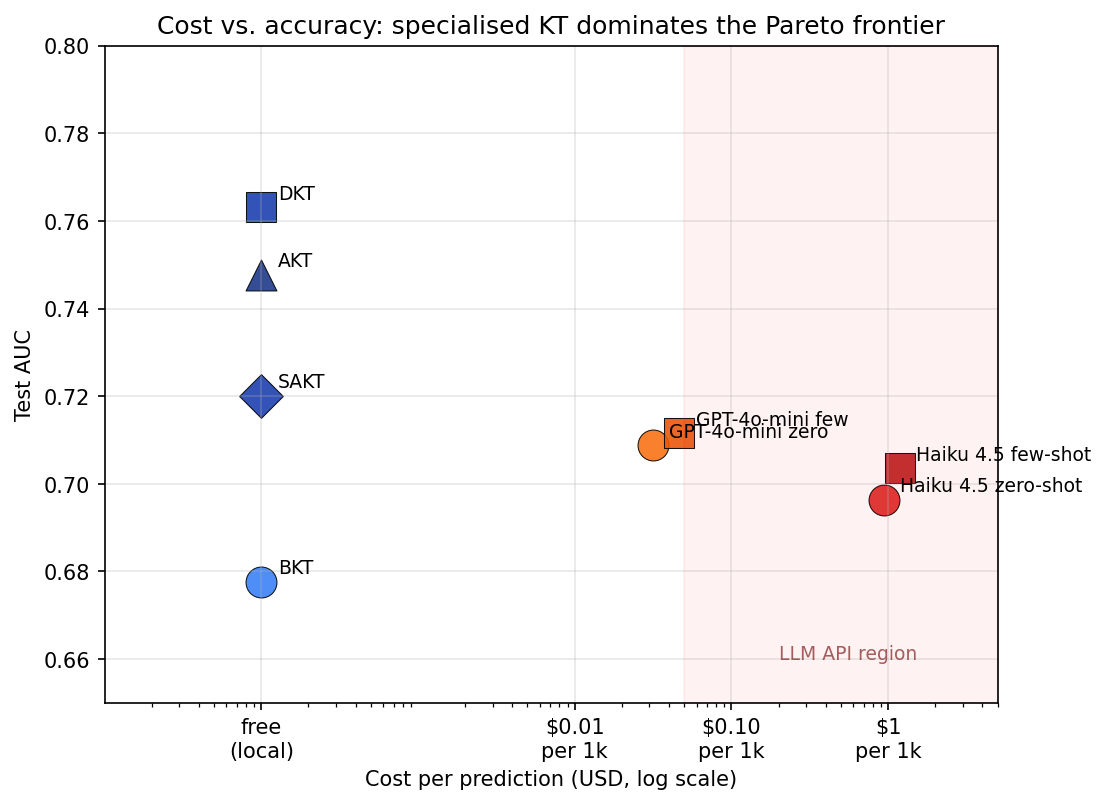 Cost vs. accuracy: specialised KT dominates the Pareto frontier
0.80
0.78
0.76
0.74
0.72
0.70
0.68
0.66
Test AUC
DKT
AKT
SAKT
BKT
GPT-4o-mini few
GPT-4o-mini zero
Haiku 4.5 few-shot
Haiku 4.5 zero-shot
LLM API region
free
(local)
$0.01
per 1k
$0.10
per 1k
$1
per 1k
Cost per prediction (USD, log scale)